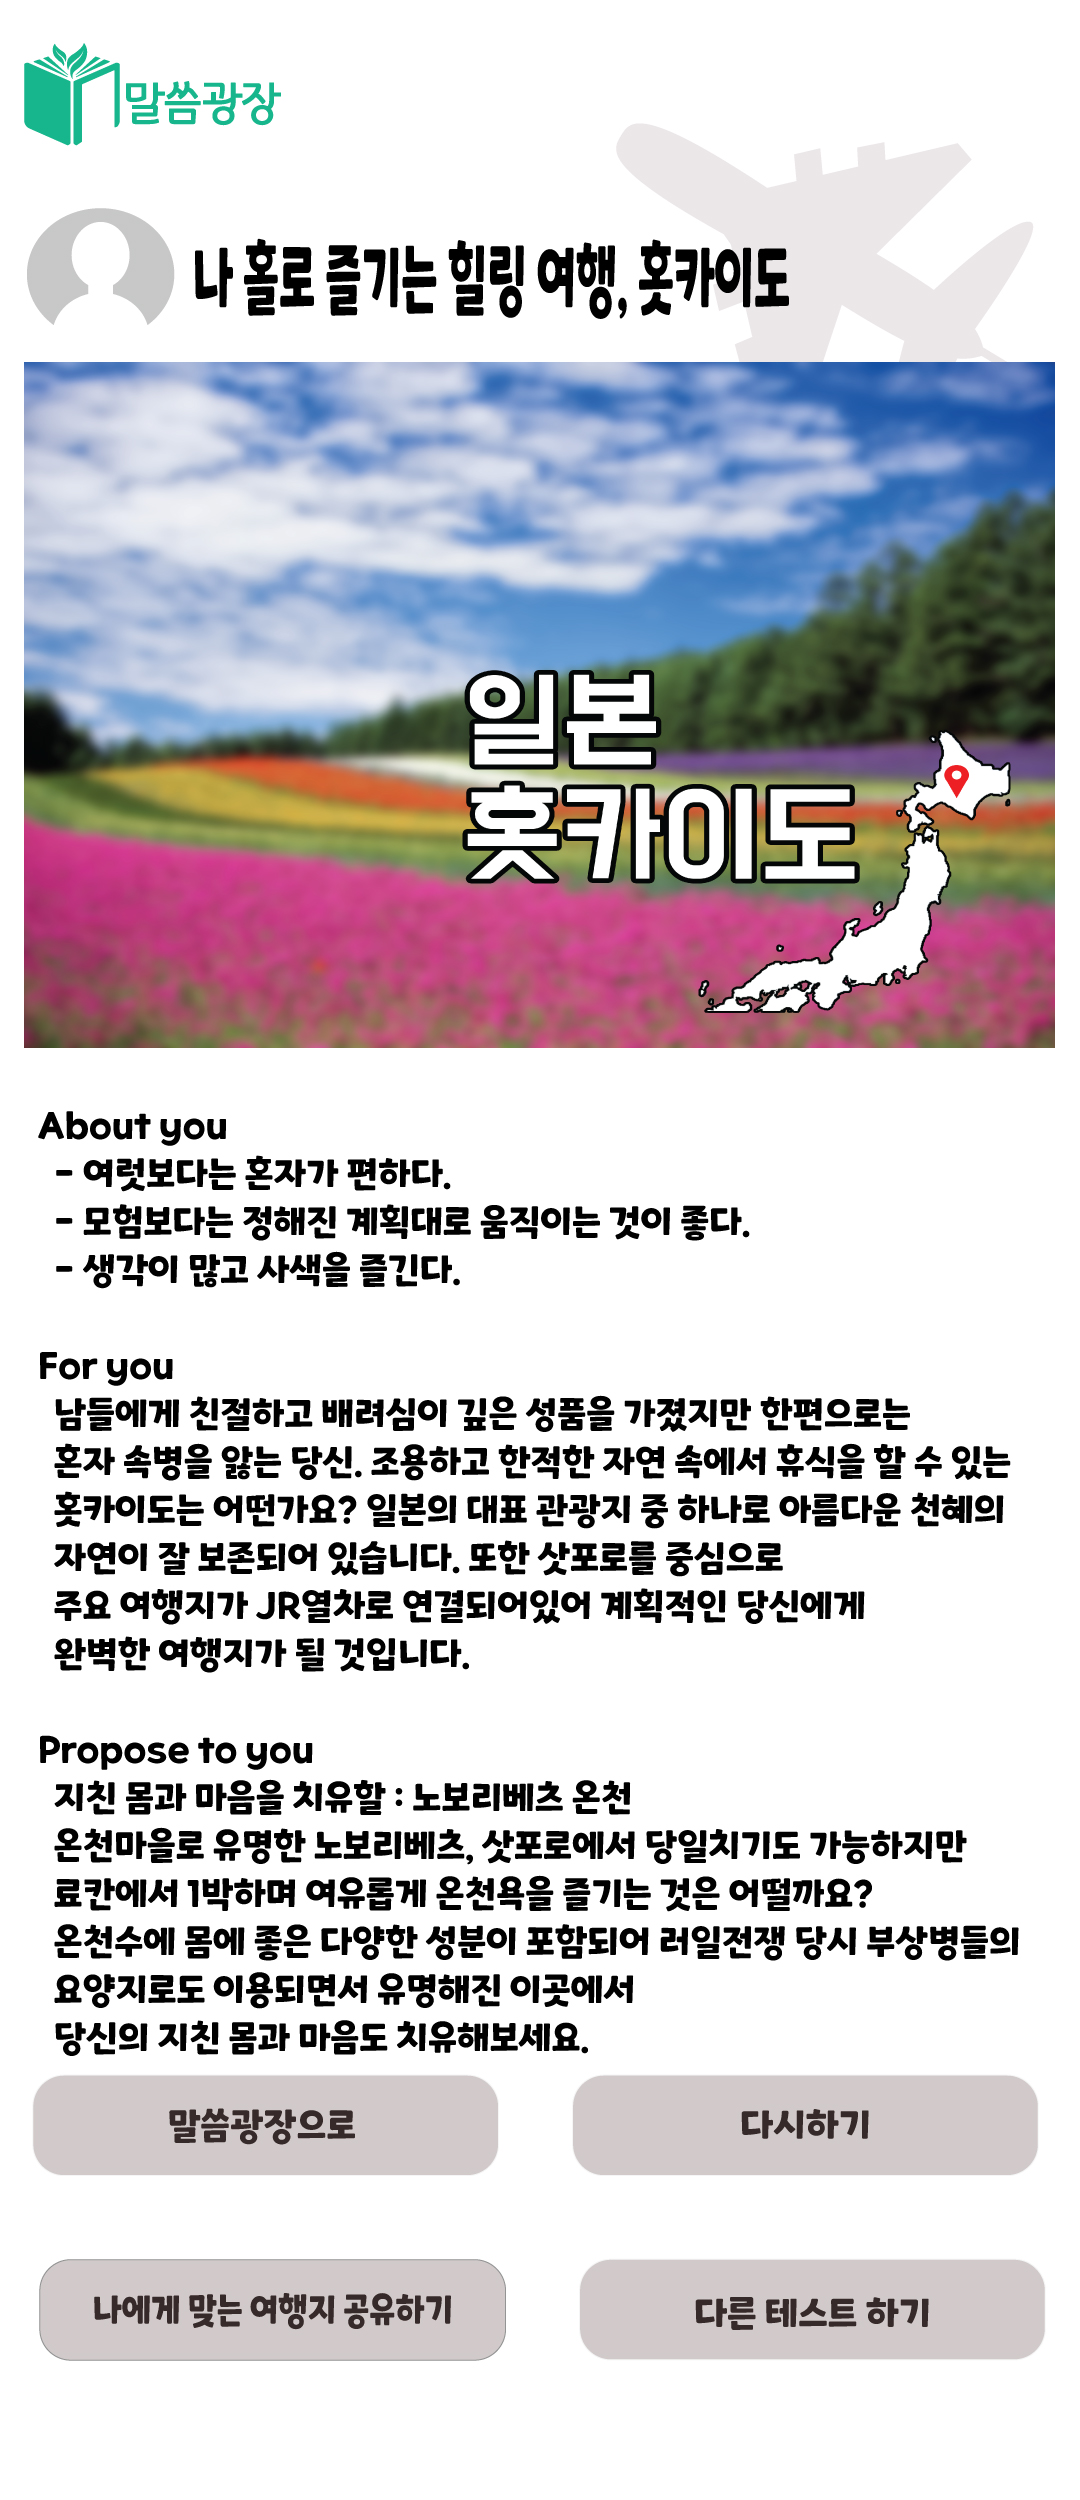 말씀광장
나 홀로 즐기는 힐링 여행, 홋카이도
일본
홋카이도
About you
- 여럿보다는 혼자가 편하다.
- 모험보다는 정해진 계획대로 움직이는 것이 좋다.
- 생각이 많고 사색을 즐긴다.
For you
남들에게 친절하고 배려심이 깊은 성품을 가졌지만 한편으로는
혼자 속병을 앓는 당신. 조용하고 한적한 자연 속에서 휴식을 할 수 있는
홋카이도는 어떤가요? 일본의 대표 관광지 중 하나로 아름다운 천혜의
자연이 잘 보존되어 있습니다. 또한 삿포로를 중심으로
주요 여행지가 JR열차로 연결되어있어 계획적인 당신에게
완벽한 여행지가 될 것입니다.
Propose to you
지친 몸과 마음을 치유할 : 노보리베츠 온천
온천마을로 유명한 노보리베츠, 삿포로에서 당일치기도 가능하지만
료칸에서 1박하며 여유롭게 온천욕을 즐기는 것은 어떨까요?
온천수에 몸에 좋은 다양한 성분이 포함되어 러일전쟁 당시 부상병들의
요양지로도 이용되면서 유명해진 이곳에서
당신의 지친 몸과 마음도 치유해보세요.
말씀광장으로
다시하기
나에게 맞는 여행지 공유하기
다른 테스트 하기